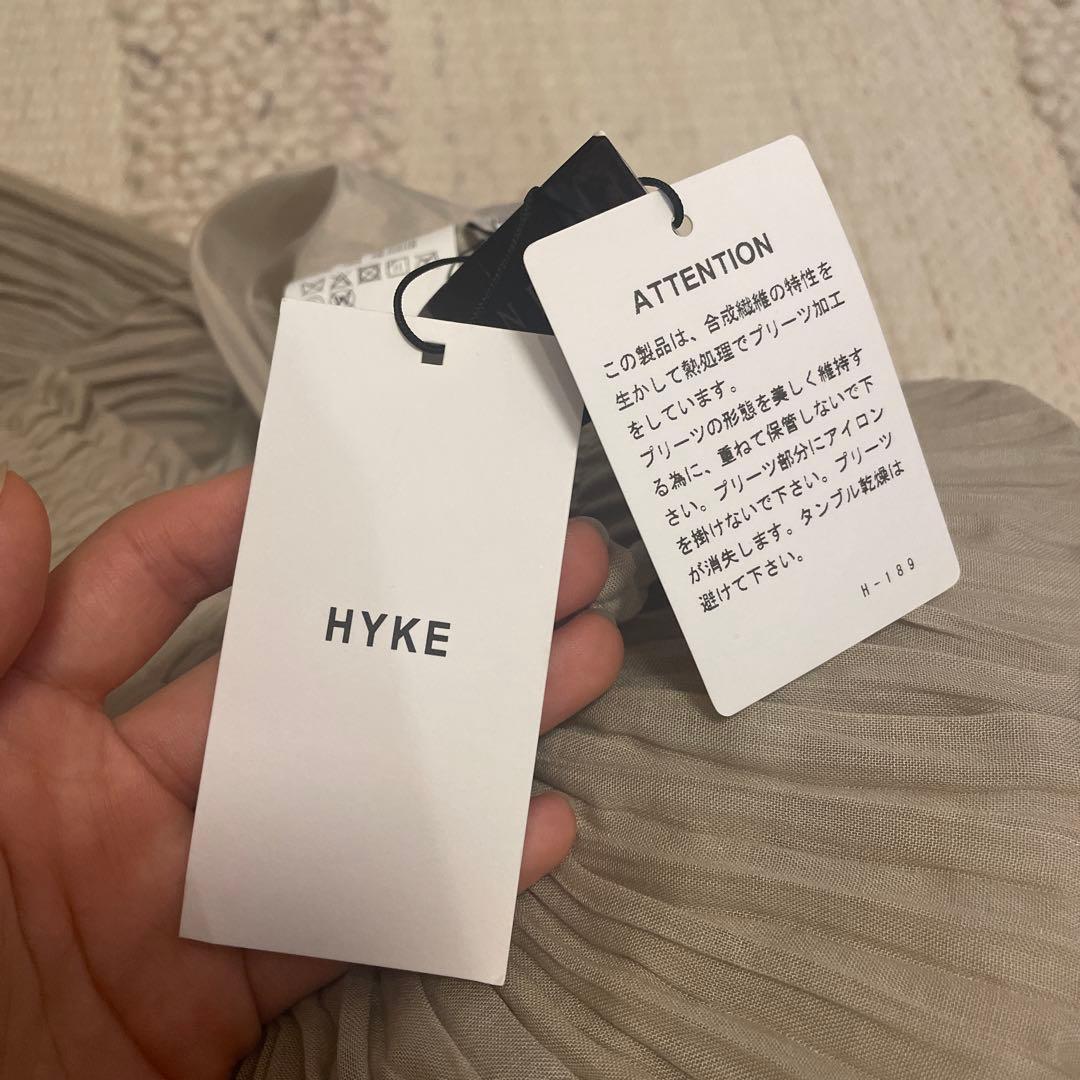 HYKE
ATTENTION
この製品は、合成繊維の特性を
生かして熱処理でプリーツ加工
をしています。
プリーツの形態を美しく維持す
る為に、重ねて保管しないで下
さい。プリーツ部分にアイロン
を掛けないで下さい。プリーツ
が消失します。タンブル乾燥は
避けて下さい。
H-189